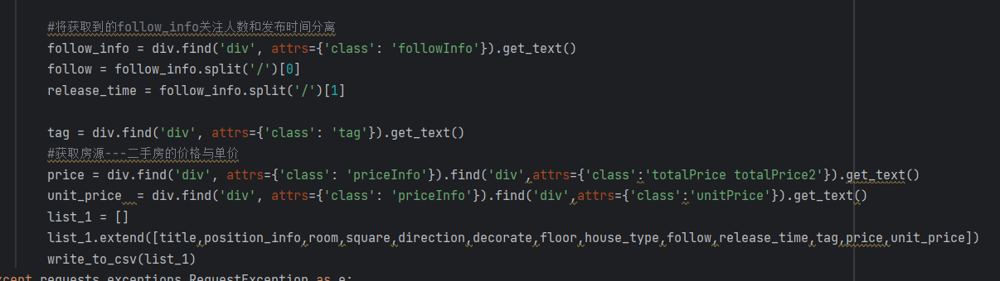 #将获取到的follow_info关注人数和发布时间分离
follow_info = div.find('div', attrs={'class': 'followInfo'}).get_text()
follow = follow_info.split('/')[0]
release_time = follow_info.split('/')[1]
tag = div.find('div', attrs={'class': 'tag'}).get_text()
#获取房源---二手房的价格与单价
price = div.find('div', attrs={'class': 'priceInfo'}).find('div',attrs={'class':'totalPrice totalPrice2'}).get_text()
unit_price  = div.find('div', attrs={'class': 'priceInfo'}).find('div',attrs={'class':'unitPrice'}).get_text()
list_1 = []
list_1.extend([title,position_info,room,square,direction,decorate,floor,house_type,follow,release_time,tag,price,unit_price])
write_to_csv(list_1)
xcept requests.exceptions.RequestException as e: